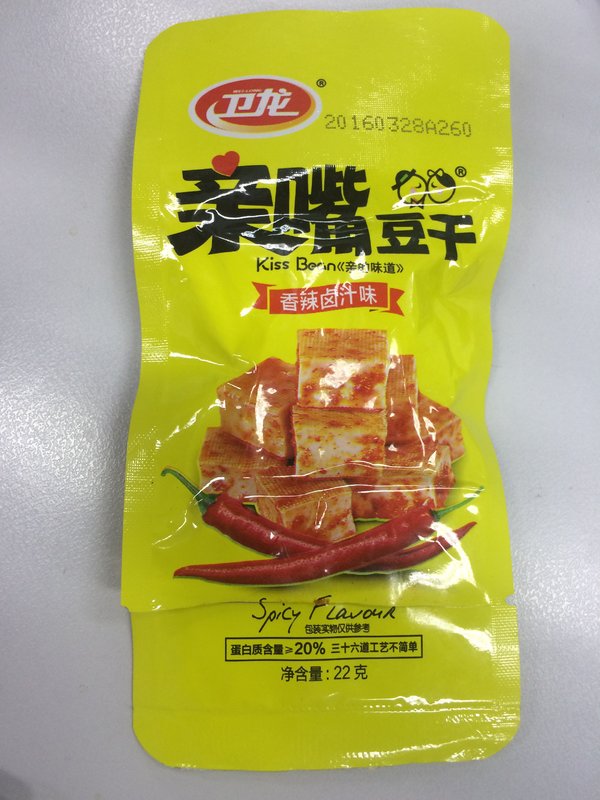 WEI LONG
卫龙®
20160328A260
亲嘴豆干®
Kiss Bean《亲的味道》
香辣卤汁味
Spicy FLavouR
包装实物仅供参考
蛋白质含量≥20% 三十六道工艺不简单
净含量:22克